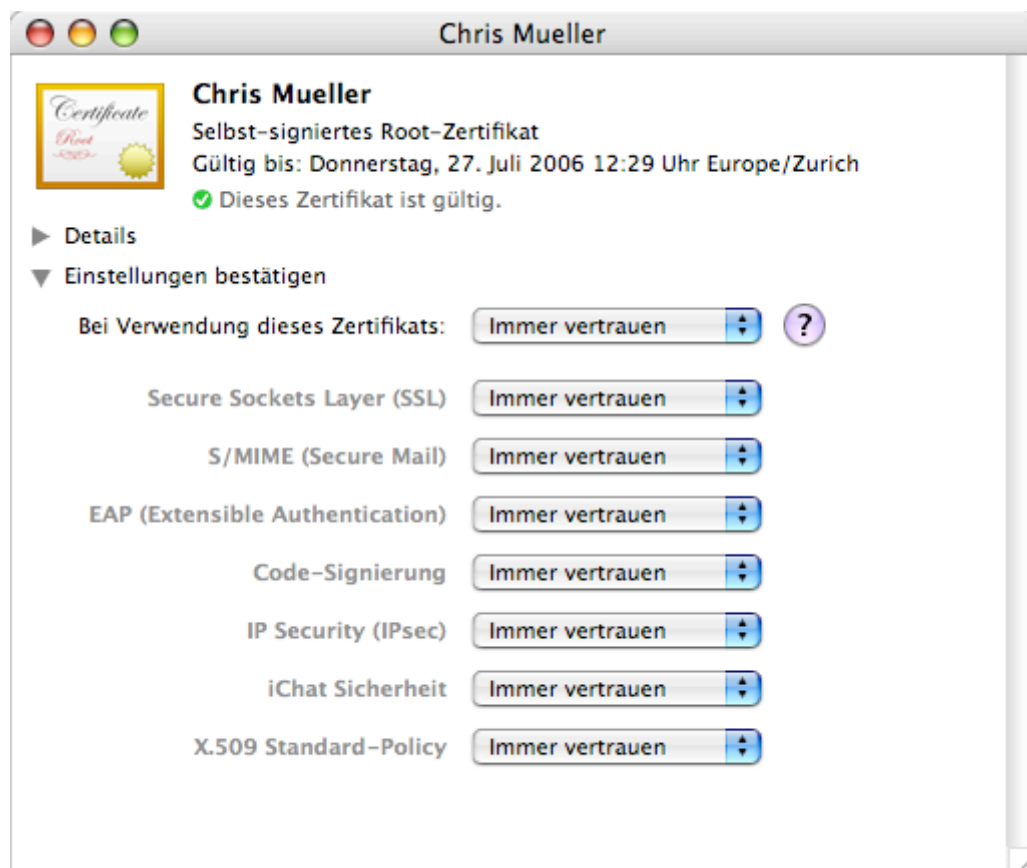 Chris Mueller
Certificate
Root
Chris Mueller
Selbst-signiertes Root-Zertifikat
Gültig bis: Donnerstag, 27. Juli 2006 12:29 Uhr Europe/Zurich
Dieses Zertifikat ist gültig.
Details
Einstellungen bestätigen
Bei Verwendung dieses Zertifikats: Immer vertrauen ?
Secure Sockets Layer (SSL) Immer vertrauen
S/MIME (Secure Mail) Immer vertrauen
EAP (Extensible Authentication) Immer vertrauen
Code-Signierung Immer vertrauen
IP Security (IPsec) Immer vertrauen
iChat Sicherheit Immer vertrauen
X.509 Standard-Policy Immer vertrauen